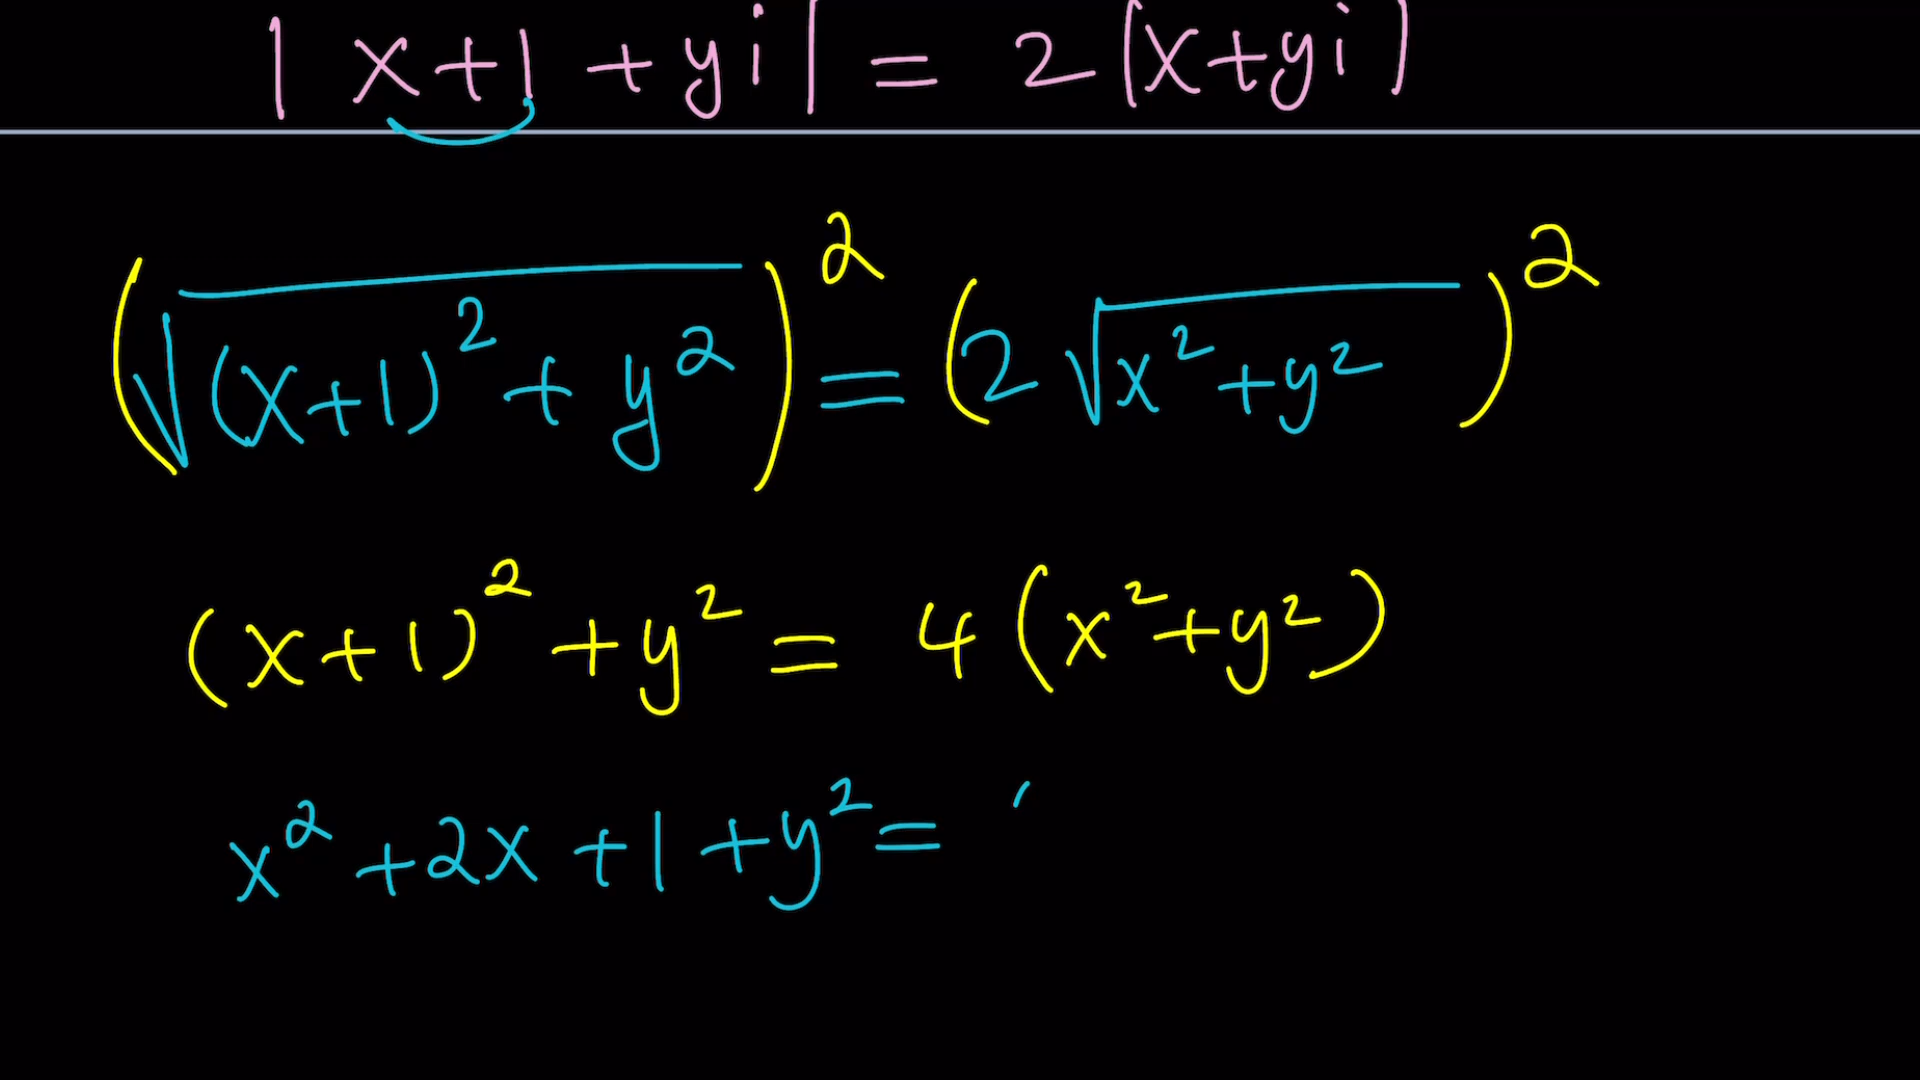 |x+1+yi| = 2|x+yi|
(√((x+1)²+y²))² = (2√(x²+y²))²
(x+1)²+y² = 4(x²+y²)
x²+2x+1+y²=